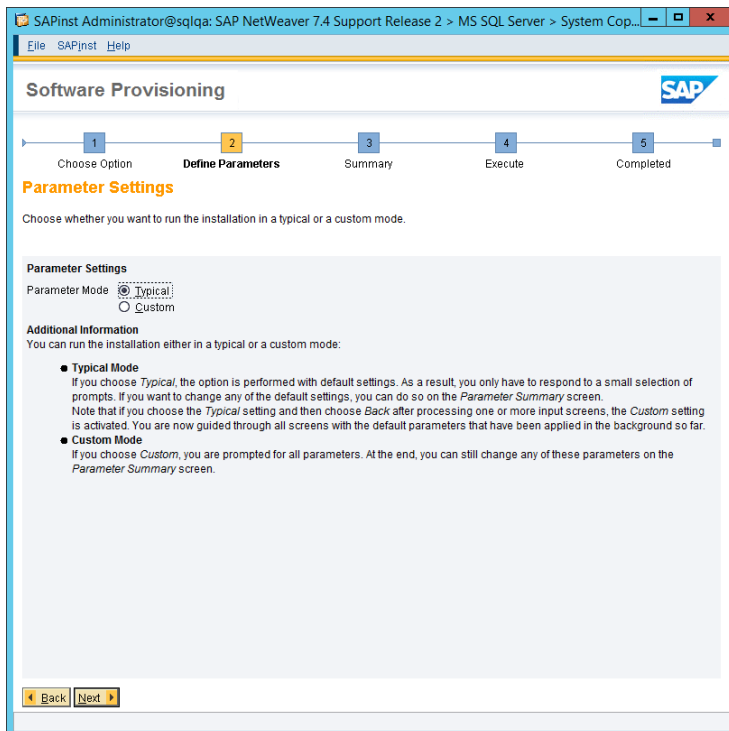 SAPinst Administrator@sqlqa: SAP NetWeaver 7.4 Support Release 2 > MS SQL Server > System Cop...
File SAPinst Help
Software Provisioning
SAP
1 2 3 4 5
Choose Option Define Parameters Summary Execute Completed
Parameter Settings
Choose whether you want to run the installation in a typical or a custom mode.
Parameter Settings
Parameter Mode Typical
Custom
Additional Information
You can run the installation either in a typical or a custom mode:
Typical Mode
If you choose Typical, the option is performed with default settings. As a result, you only have to respond to a small selection of
prompts. If you want to change any of the default settings, you can do so on the Parameter Summary screen.
Note that if you choose the Typical setting and then choose Back after processing one or more input screens, the Custom setting
is activated. You are now guided through all screens with the default parameters that have been applied in the background so far.
Custom Mode
If you choose Custom, you are prompted for all parameters. At the end, you can still change any of these parameters on the
Parameter Summary screen.
Back Next